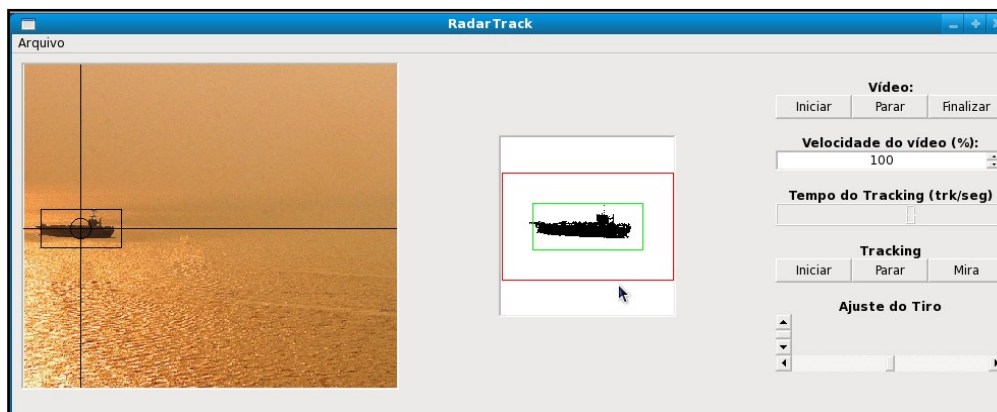 RadarTrack
Arquivo
Vídeo:
Iniciar Parar Finalizar
Velocidade do vídeo (%):
100
Tempo do Tracking (trk/seg)
Tracking
Iniciar Parar Mira
Ajuste do Tiro